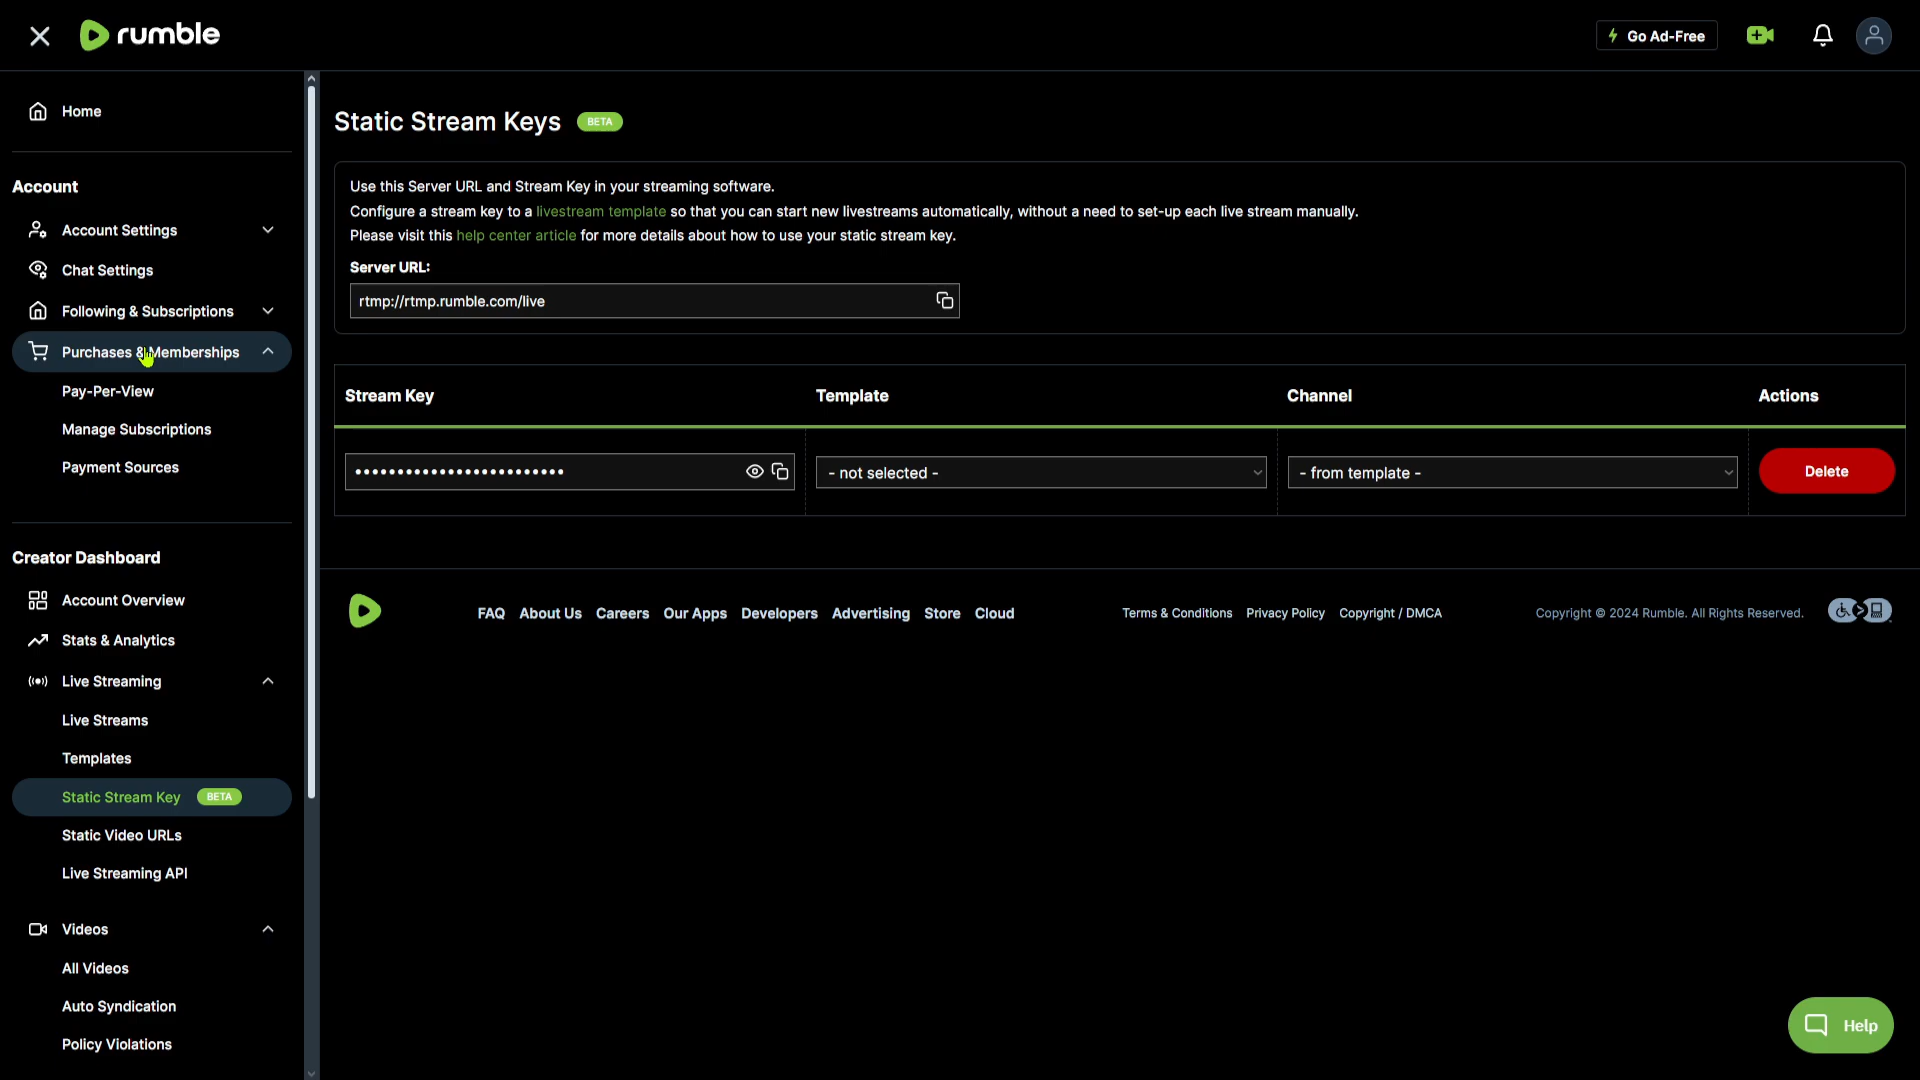 rumble
Go Ad-Free
Home
Account
Account Settings
Chat Settings
Following & Subscriptions
Purchases & Memberships
Pay-Per-View
Manage Subscriptions
Payment Sources
Creator Dashboard
Account Overview
Stats & Analytics
Live Streaming
Live Streams
Templates
Static Stream Key BETA
Static Video URLs
Live Streaming API
Videos
All Videos
Auto Syndication
Policy Violations
Static Stream Keys BETA
Use this Server URL and Stream Key in your streaming software.
Configure a stream key to a livestream template so that you can start new livestreams automatically, without a need to set-up each live stream manually.
Please visit this help center article for more details about how to use your static stream key.
Server URL:
rtmp://rtmp.rumble.com/live
Stream Key Template Channel Actions
••••••••••••••••••••••••• - not selected - - from template - Delete
FAQ About Us Careers Our Apps Developers Advertising Store Cloud Terms & Conditions Privacy Policy Copyright / DMCA Copyright © 2024 Rumble. All Rights Reserved.
Help